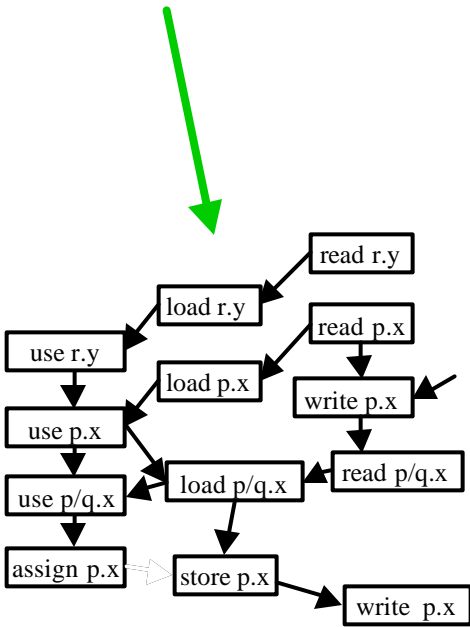 read r.y
load r.y
read p.x
use r.y
load p.x
write p.x
use p.x
read p/q.x
load p/q.x
use p/q.x
assign p.x
store p.x
write p.x